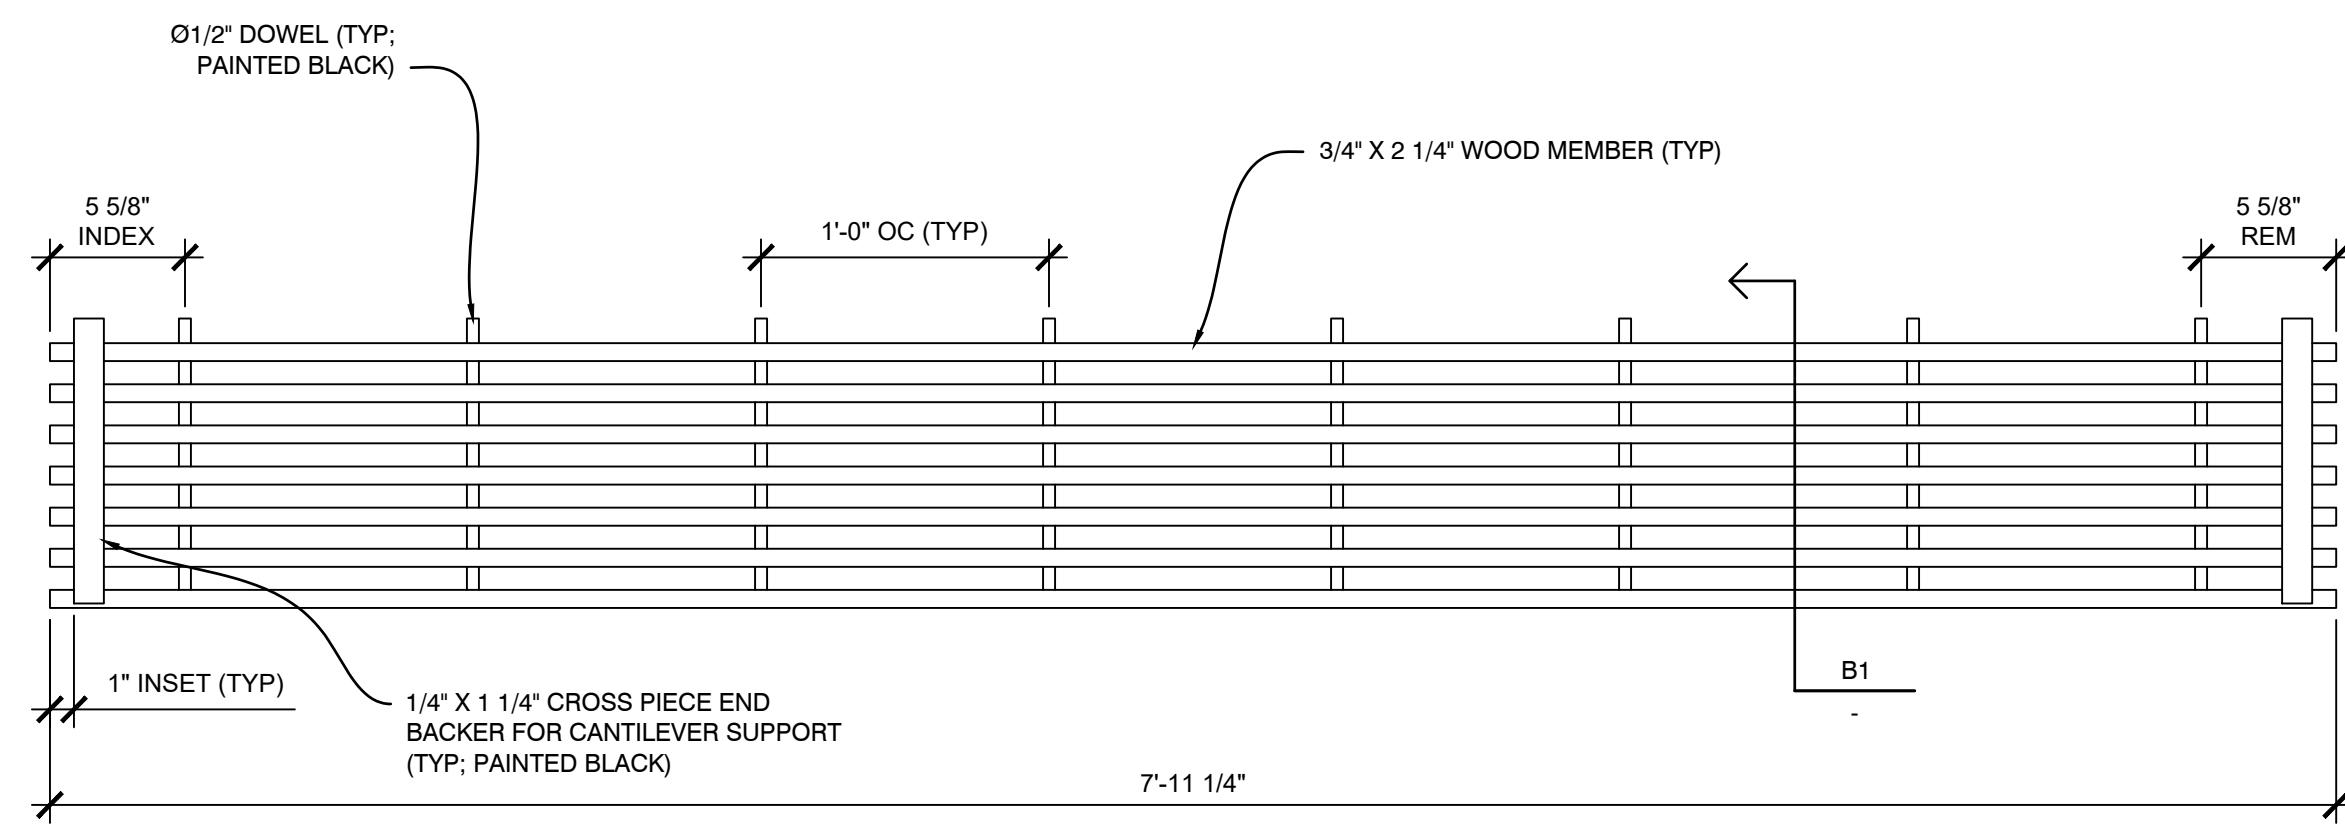 Ø1/2" DOWEL (TYP;
PAINTED BLACK)
3/4" X 2 1/4" WOOD MEMBER (TYP)
5 5/8"
INDEX
1'-0" OC (TYP)
5 5/8"
REM
1" INSET (TYP)
1/4" X 1 1/4" CROSS PIECE END
BACKER FOR CANTILEVER SUPPORT
(TYP; PAINTED BLACK)
B1
-
7'-11 1/4"